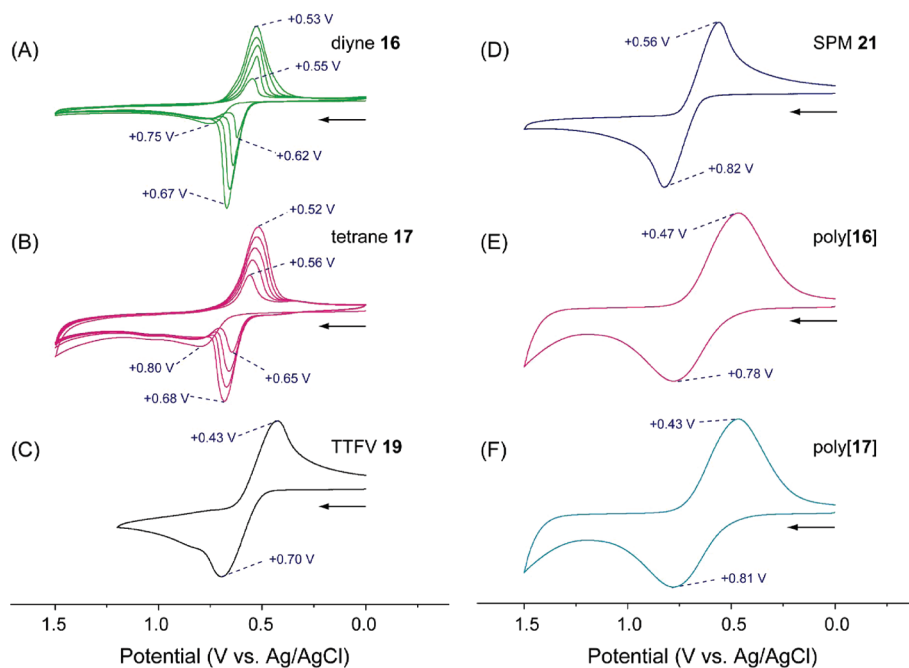 (A)
diyne 16
+0.53 V
+0.55 V
+0.75 V
+0.62 V
+0.67 V
(B)
tetrane 17
+0.52 V
+0.56 V
+0.80 V
+0.65 V
+0.68 V
(C)
TTFV 19
+0.43 V
+0.70 V
1.5 1.0 0.5 0.0
Potential (V vs. Ag/AgCl)
(D)
SPM 21
+0.56 V
+0.82 V
(E)
poly[16]
+0.47 V
+0.78 V
(F)
poly[17]
+0.43 V
+0.81 V
1.5 1.0 0.5 0.0
Potential (V vs. Ag/AgCl)